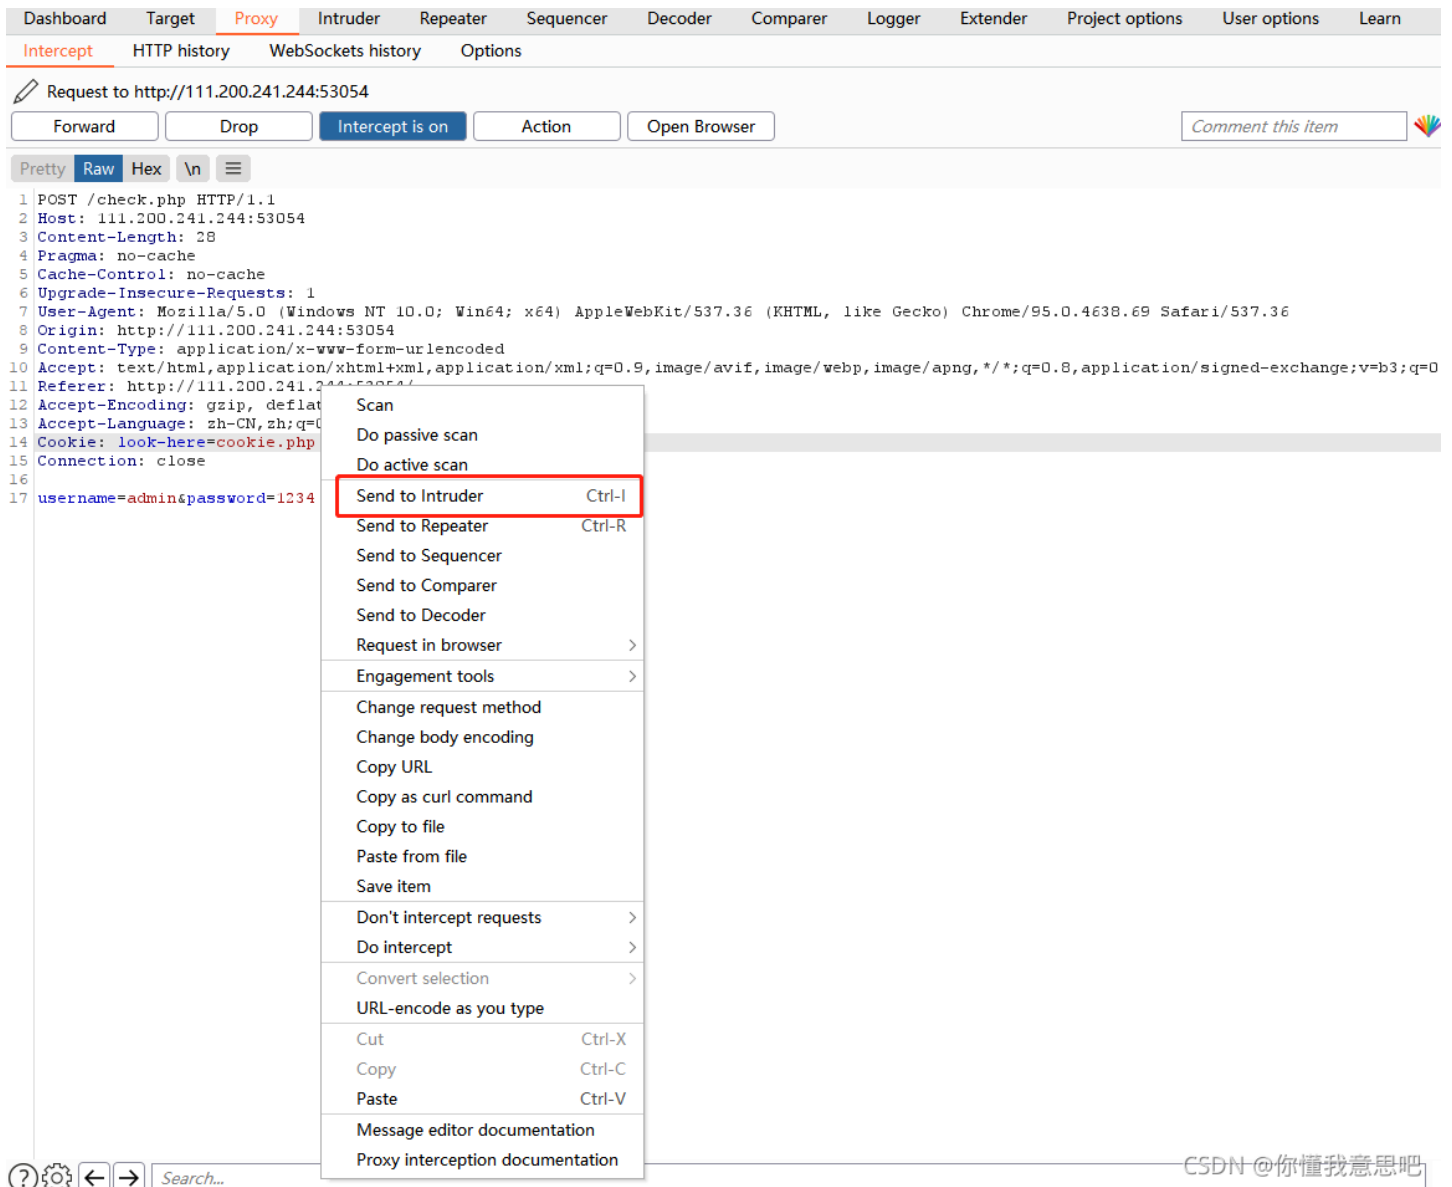 Dashboard Target Proxy Intruder Repeater Sequencer Decoder Comparer Logger Extender Project options User options Learn
Intercept HTTP history WebSockets history Options
Request to http://111.200.241.244:53054
Forward Drop Intercept is on Action Open Browser Comment this item
Pretty Raw Hex \n
1 POST /check.php HTTP/1.1
2 Host: 111.200.241.244:53054
3 Content-Length: 28
4 Pragma: no-cache
5 Cache-Control: no-cache
6 Upgrade-Insecure-Requests: 1
7 User-Agent: Mozilla/5.0 (Windows NT 10.0; Win64; x64) AppleWebKit/537.36 (KHTML, like Gecko) Chrome/95.0.4638.69 Safari/537.36
8 Origin: http://111.200.241.244:53054
9 Content-Type: application/x-www-form-urlencoded
10 Accept: text/html,application/xhtml+xml,application/xml;q=0.9,image/avif,image/webp,image/apng,*/*;q=0.8,application/signed-exchange;v=b3;q=0
11 Referer: http://111.200.241.244:53054/
12 Accept-Encoding: gzip, deflat
13 Accept-Language: zh-CN,zh;q=0
14 Cookie: look-here=cookie.php
15 Connection: close
16
17 username=admin&password=1234
Scan
Do passive scan
Do active scan
Send to Intruder Ctrl-I
Send to Repeater Ctrl-R
Send to Sequencer
Send to Comparer
Send to Decoder
Request in browser
Engagement tools
Change request method
Change body encoding
Copy URL
Copy as curl command
Copy to file
Paste from file
Save item
Don't intercept requests
Do intercept
Convert selection
URL-encode as you type
Cut Ctrl-X
Copy Ctrl-C
Paste Ctrl-V
Message editor documentation
Proxy interception documentation
Search...
CSDN @你懂我意思吧